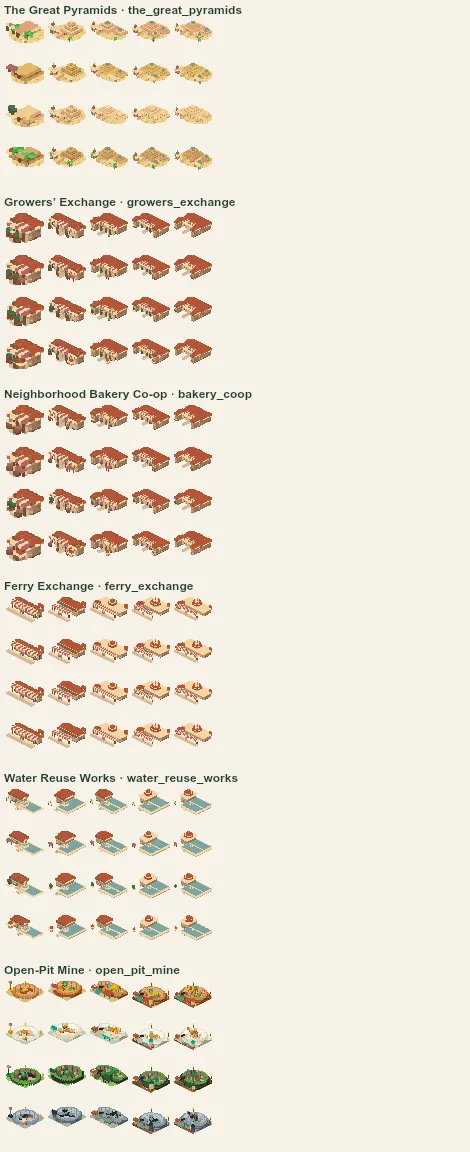 The Great Pyramids · the_great_pyramids
Growers' Exchange · growers_exchange
Neighborhood Bakery Co-op · bakery_coop
Ferry Exchange · ferry_exchange
Water Reuse Works · water_reuse_works
Open-Pit Mine · open_pit_mine